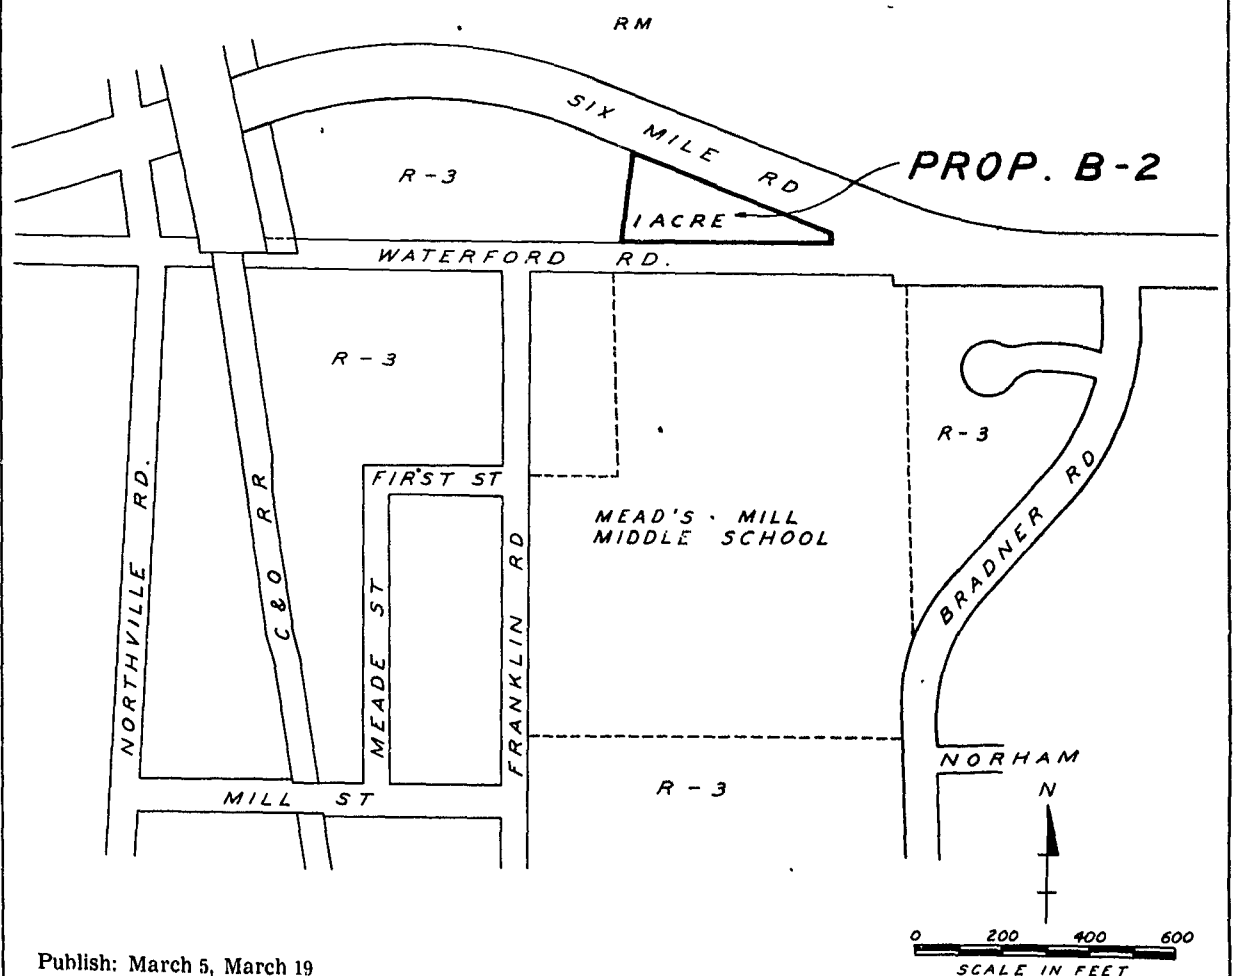 RM
SIX MILE RD
PROP. B-2
R-3
1 ACRE
WATERFORD RD.
R-3
R-3
FIRST ST
NORTHVILLE RD.
C & O RR
MEADE ST
FRANKLIN RD
MEAD'S MILL
MIDDLE SCHOOL
BRADNER RD
NORHAM
R-3
MILL ST
N
0 200 400 600
SCALE IN FEET
Publish: March 5, March 19